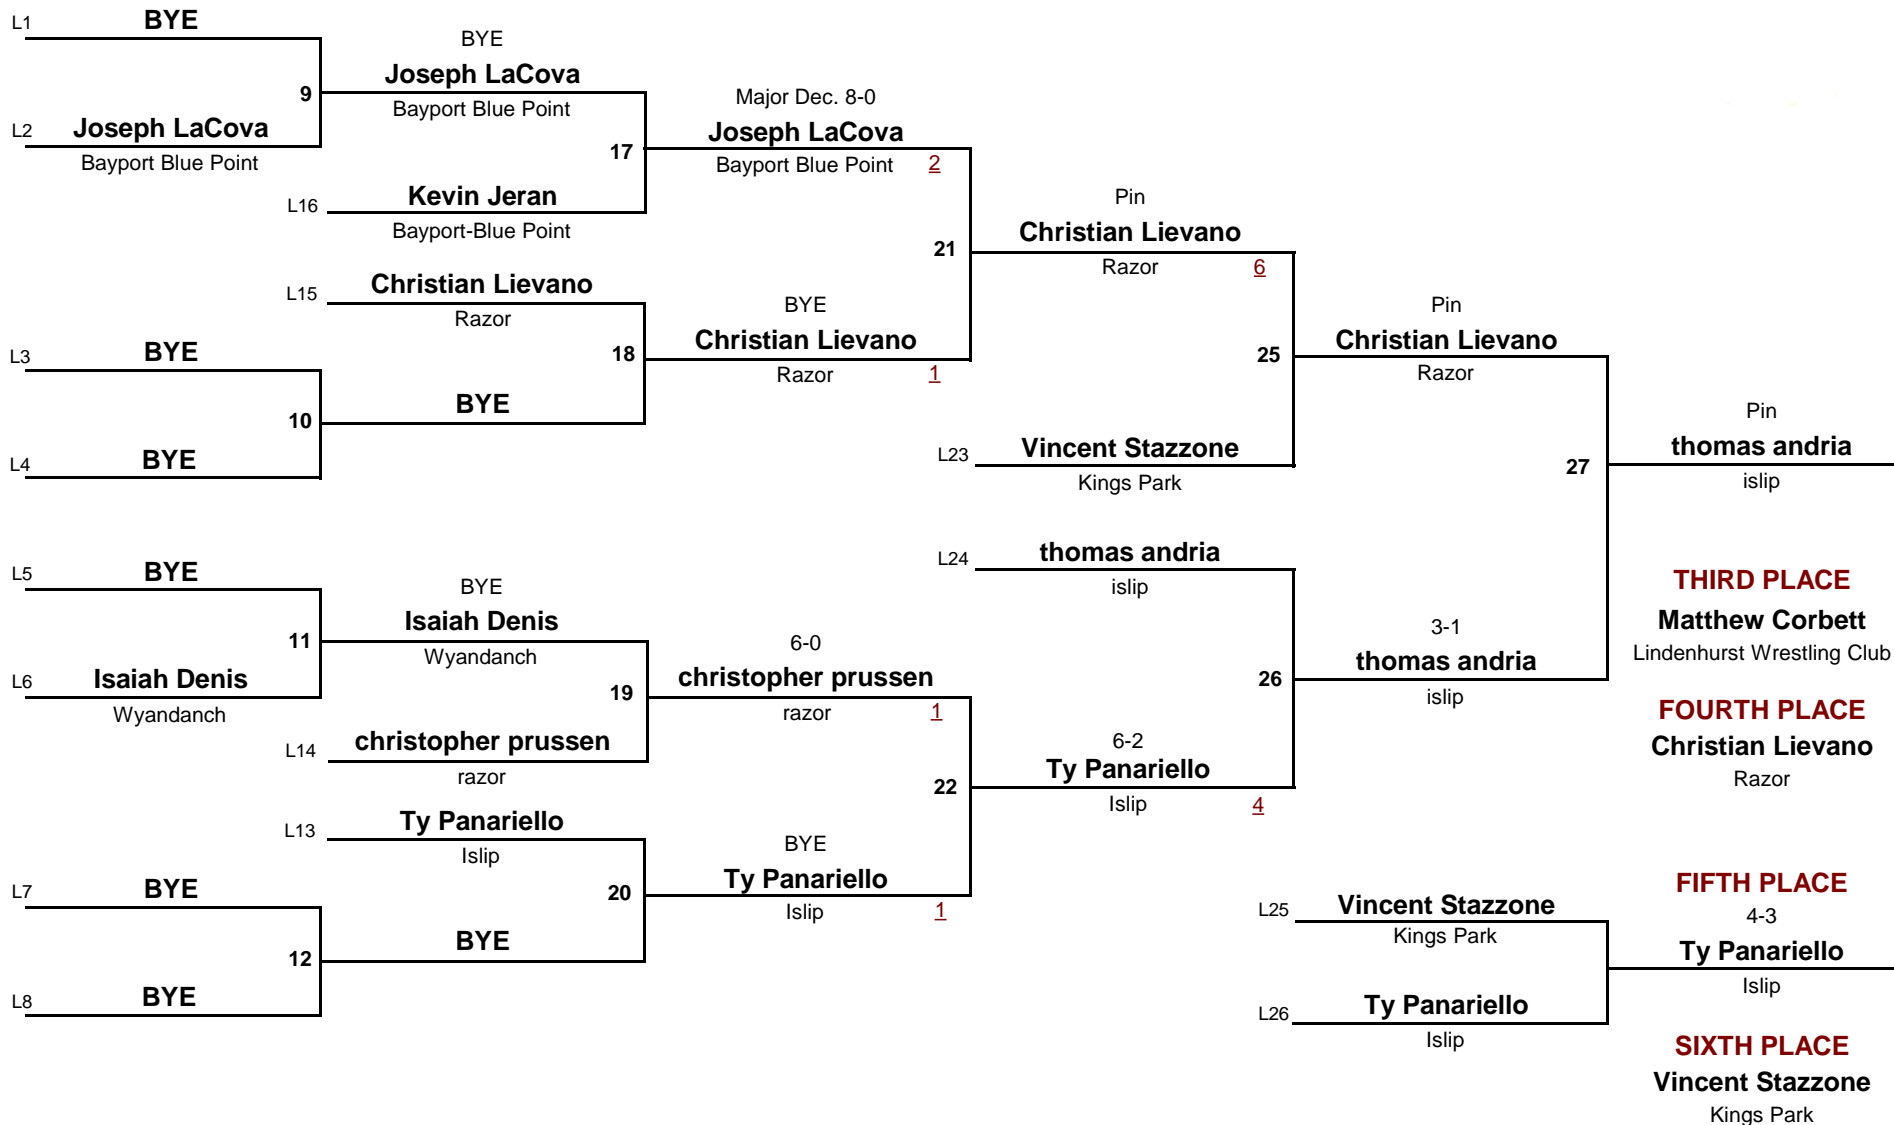 L1 BYE
9
L2 Joseph LaCova
Bayport Blue Point
BYE
Joseph LaCova
Bayport Blue Point
17
L16 Kevin Jeran
Bayport-Blue Point
Major Dec. 8-0
Joseph LaCova
Bayport Blue Point 2
21
L15 Christian Lievano
Razor
18
BYE
Christian Lievano
Razor 1
L3 BYE
10
BYE
L4 BYE
Pin
Christian Lievano
Razor 6
25
L23 Vincent Stazzone
Kings Park
Pin
Christian Lievano
Razor
27
Pin
thomas andria
islip
L5 BYE
11
L6 Isaiah Denis
Wyandanch
BYE
Isaiah Denis
Wyandanch
19
L14 christopher prussen
razor
6-0
christopher prussen
razor 1
22
L13 Ty Panariello
Islip
20
BYE
Ty Panariello
Islip 1
L7 BYE
12
BYE
L8 BYE
L24 thomas andria
islip
26
6-2
Ty Panariello
Islip 4
3-1
thomas andria
islip
THIRD PLACE
Matthew Corbett
Lindenhurst Wrestling Club
FOURTH PLACE
Christian Lievano
Razor
L25 Vincent Stazzone
Kings Park
L26 Ty Panariello
Islip
FIFTH PLACE
4-3
Ty Panariello
Islip
SIXTH PLACE
Vincent Stazzone
Kings Park